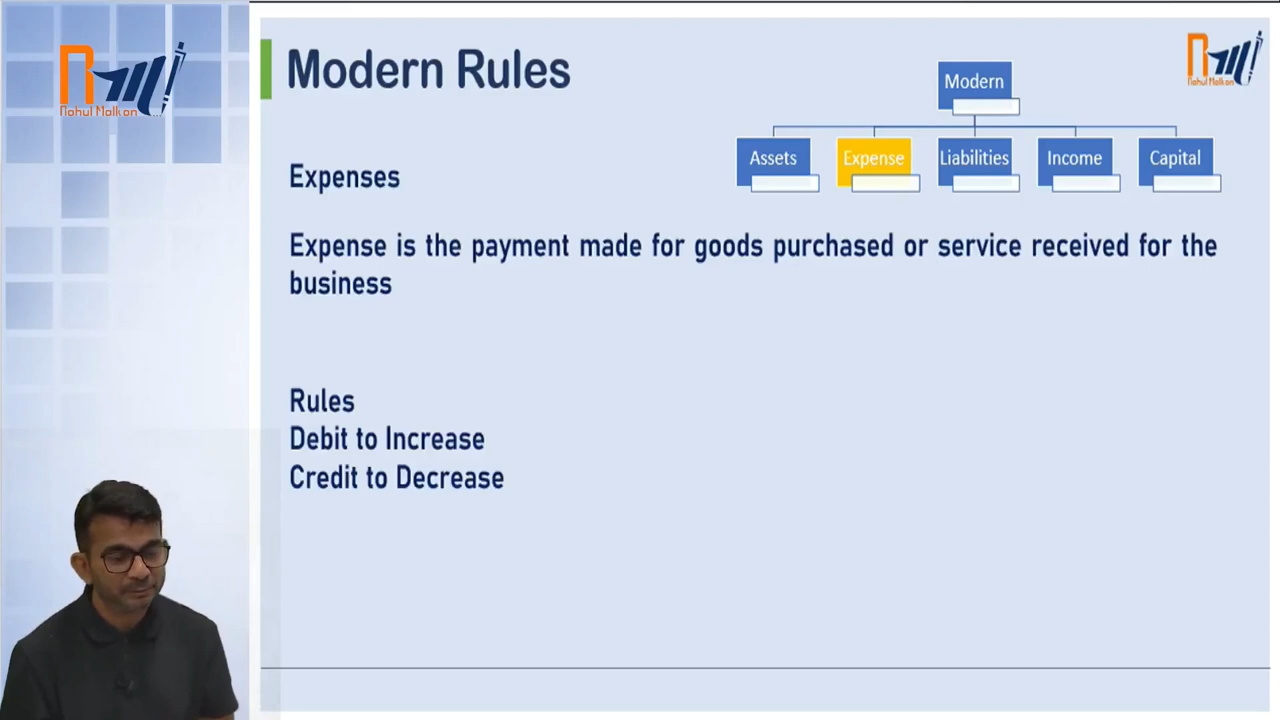 Rahul Malkan
Modern Rules
Rahul Malkan
Modern
Assets
Expense
Liabilities
Income
Capital
Expenses
Expense is the payment made for goods purchased or service received for the
business
Rules
Debit to Increase
Credit to Decrease